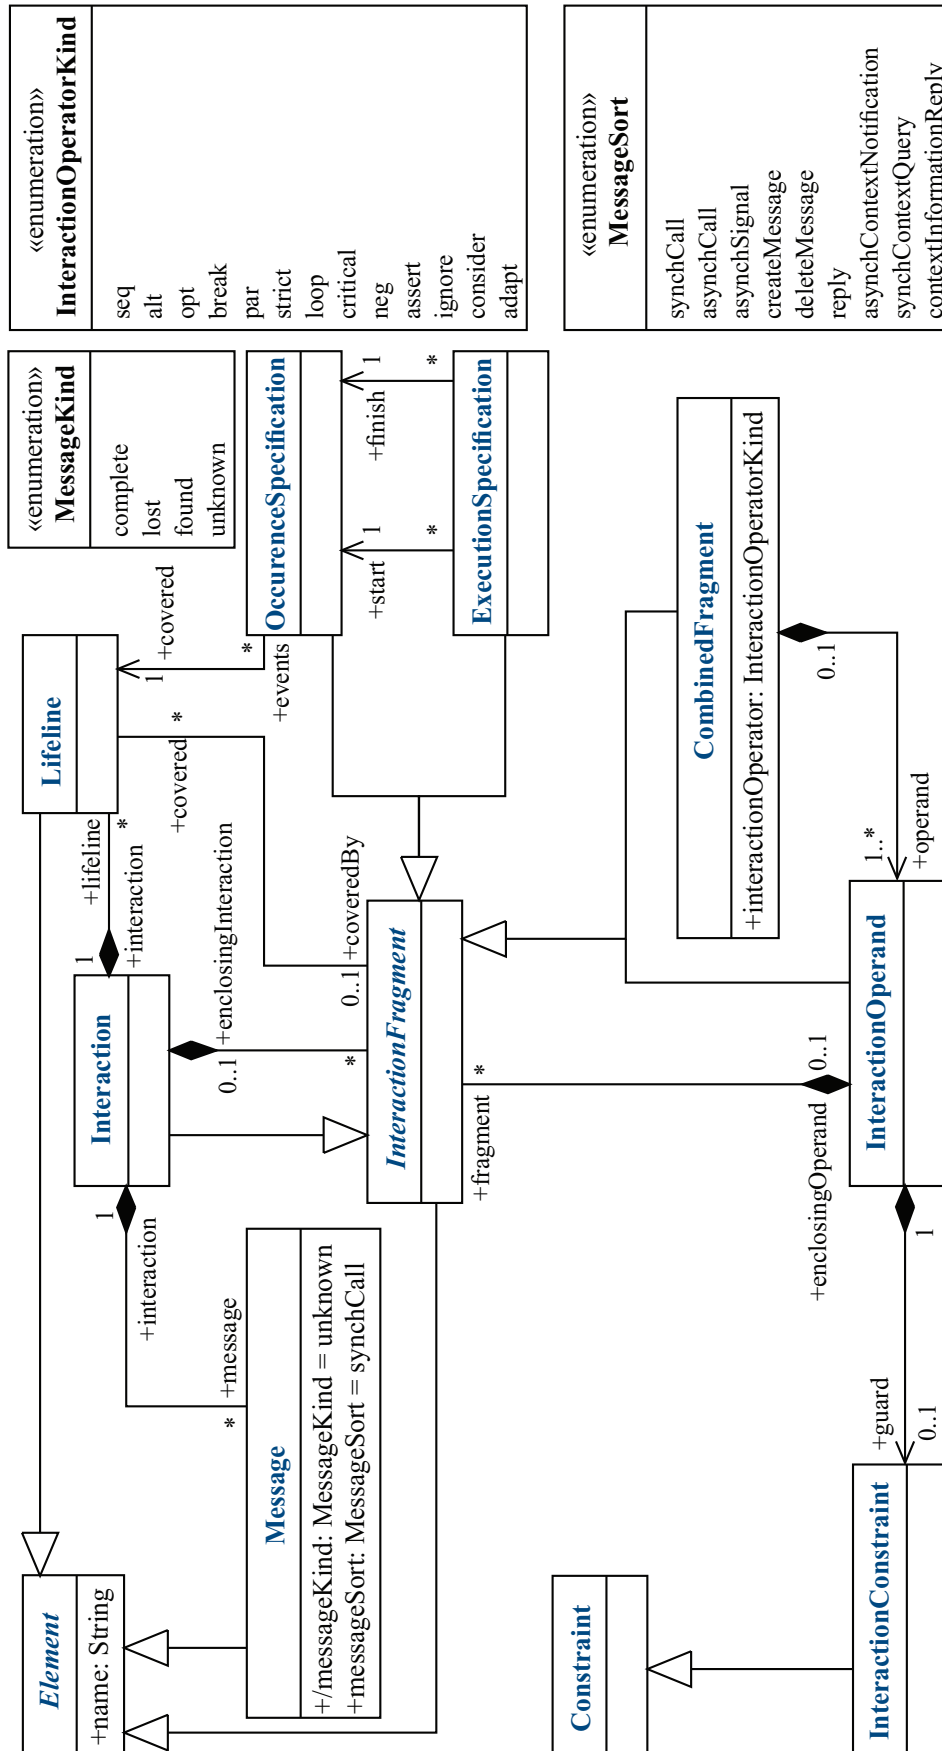 Element
+name: String
Lifeline
+lifeline
*
1
+interaction
Interaction
1
+interaction
+message
*
Message
+/messageKind: MessageKind = unknown
+messageSort: MessageSort = synchCall
0..1
+enclosingInteraction
*
InteractionFragment
0..1
+coveredBy
+covered
*
1
+covered
*
+events
«enumeration»
MessageKind
complete
lost
found
unknown
OccurenceSpecification
+start
1
*
+finish
1
*
ExecutionSpecification
«enumeration»
InteractionOperatorKind
seq
alt
opt
break
par
strict
loop
critical
neg
assert
ignore
consider
adapt
Constraint
InteractionConstraint
+guard
0..1
1
+fragment
*
+enclosingOperand
0..1
InteractionOperand
1..*
+operand
CombinedFragment
+interactionOperator: InteractionOperatorKind
0..1
«enumeration»
MessageSort
synchCall
asynchCall
asynchSignal
createMessage
deleteMessage
reply
asynchContextNotification
synchContextQuery
contextInformationReply